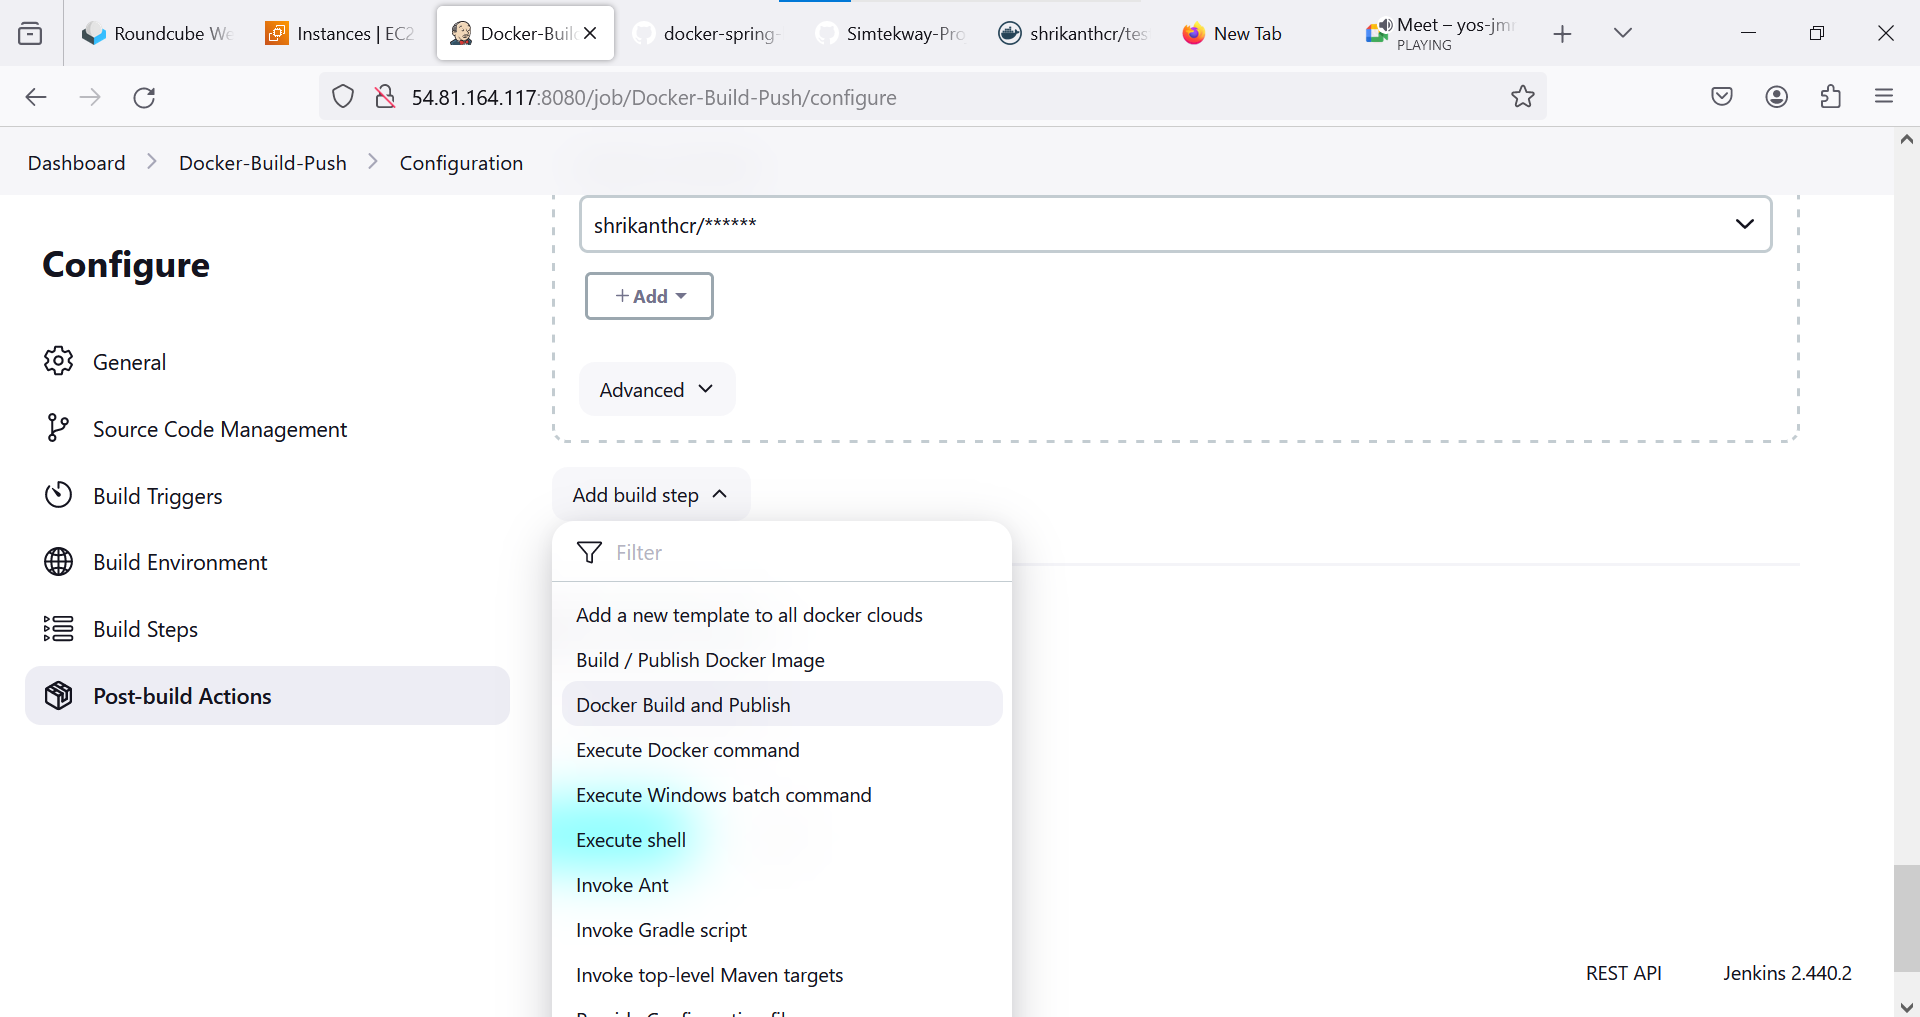 Roundcube We
Instances | EC2
Docker-Buil
docker-spring-
Simtekway-Pro
shrikanthcr/tes
New Tab
Meet – yos-jmr
PLAYING
54.81.164.117:8080/job/Docker-Build-Push/configure
Dashboard
Docker-Build-Push
Configuration
shrikanthcr/******
Configure
+ Add
General
Advanced
Source Code Management
Add build step
Build Triggers
Filter
Build Environment
Add a new template to all docker clouds
Build Steps
Build / Publish Docker Image
Post-build Actions
Docker Build and Publish
Execute Docker command
Execute Windows batch command
Execute shell
Invoke Ant
Invoke Gradle script
Invoke top-level Maven targets
REST API
Jenkins 2.440.2